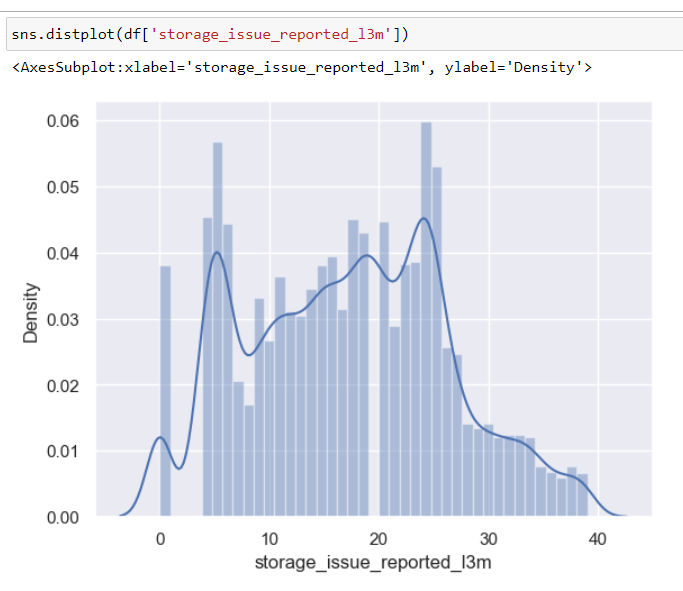 sns.distplot(df['storage_issue_reported_l3m'])
<AxesSubplot:xlabel='storage_issue_reported_l3m', ylabel='Density'>
0.06
0.05
0.04
0.03
0.02
0.01
0.00
Density
0 10 20 30 40
storage_issue_reported_l3m